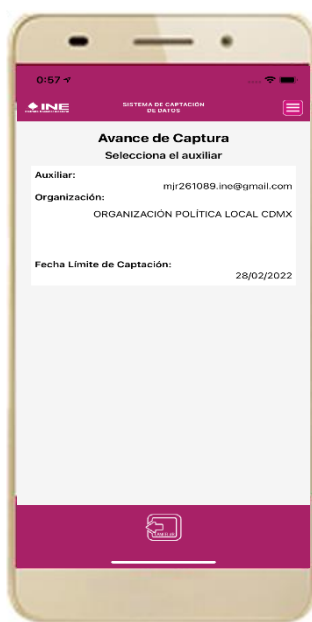 0:57
INE
SISTEMA DE CAPTACIÓN
DE DATOS
Avance de Captura
Selecciona el auxiliar
Auxiliar:
mjr261089.ine@gmail.com
Organización:
ORGANIZACIÓN POLÍTICA LOCAL CDMX
Fecha Límite de Captación:
28/02/2022